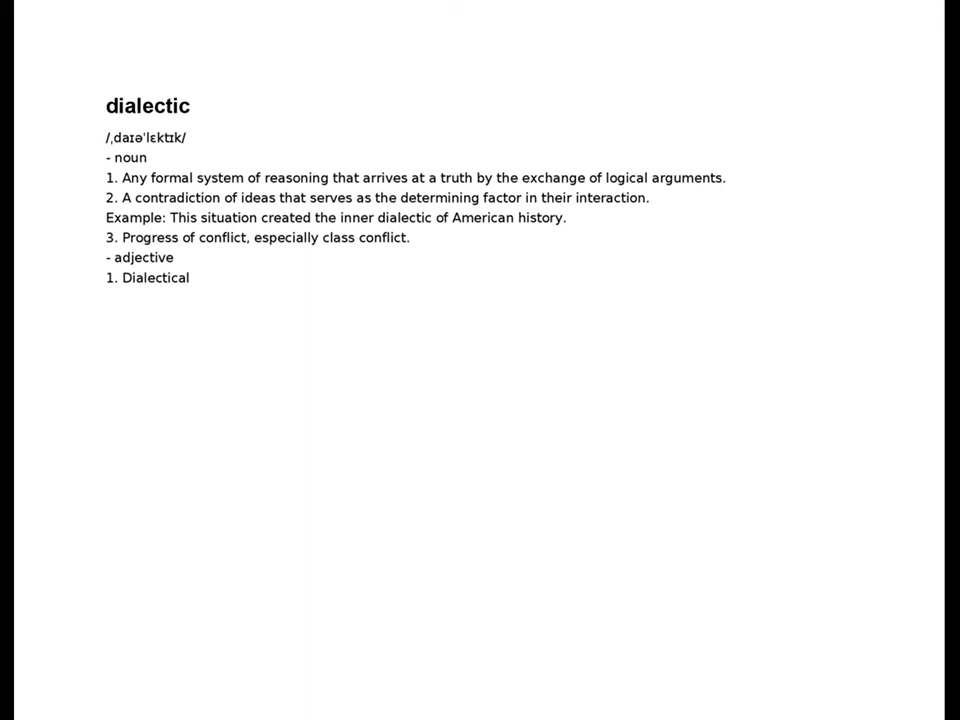 dialectic
/ˌdaɪəˈlɛktɪk/
- noun
1. Any formal system of reasoning that arrives at a truth by the exchange of logical arguments.
2. A contradiction of ideas that serves as the determining factor in their interaction.
Example: This situation created the inner dialectic of American history.
3. Progress of conflict, especially class conflict.
- adjective
1. Dialectical